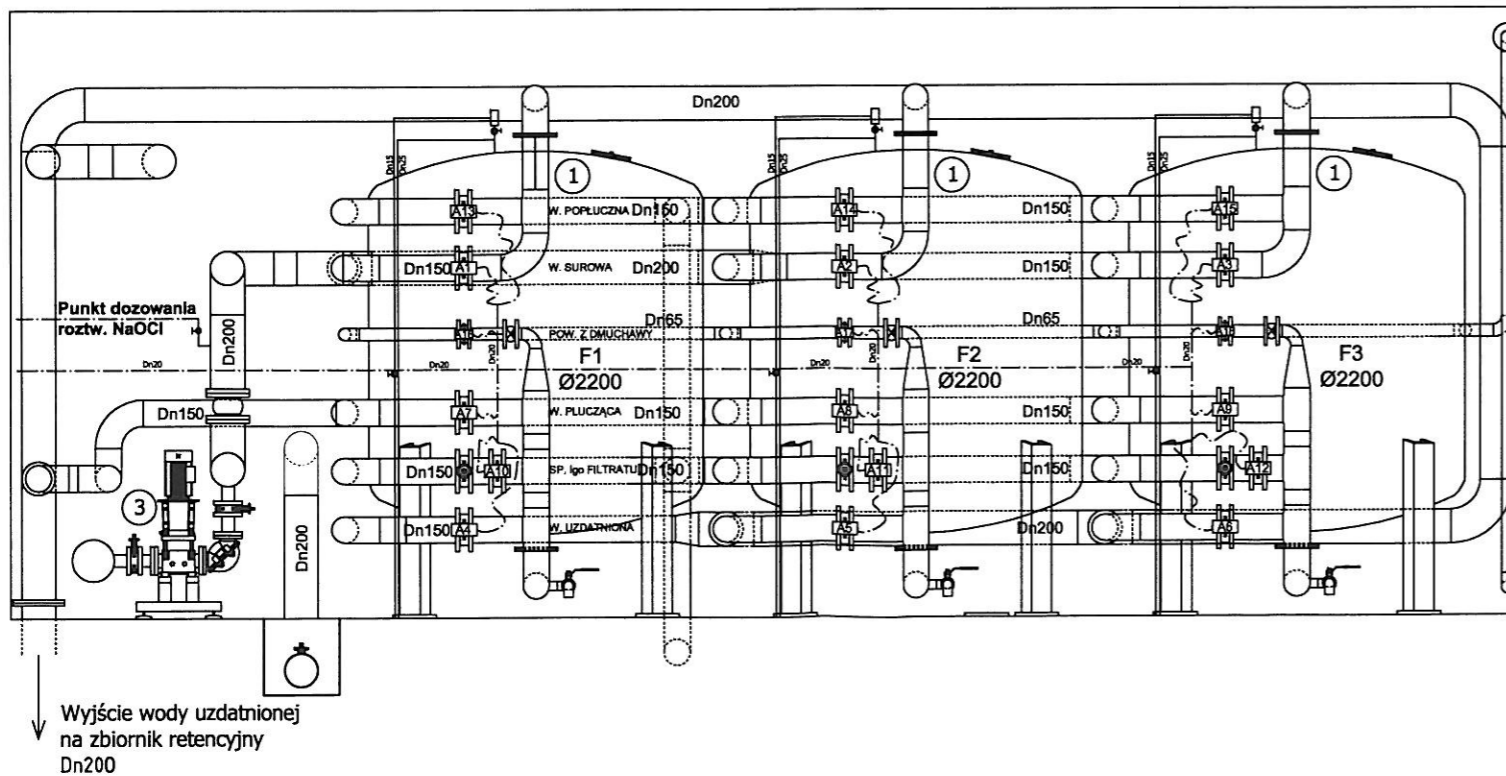 Dn200
Dn15
Dn25
Dn15
Dn25
Dn15
Dn25
1
1
1
A13
W. POPŁUCZNA
Dn150
A14
Dn150
A15
Dn150
A1
W. SUROWA
Dn200
A2
Dn150
A3
Punkt dozowania
roztw. NaOCl
Dn200
Dn65
Dn65
POW. Z DMUCHAWY
A17
Dn20
Dn20
Dn20
F1
Ø2200
F2
Ø2200
F3
Ø2200
Dn20
Dn20
Dn20
Dn20
Dn150
A7
W. PŁUCZĄCA
Dn150
A8
Dn150
A9
3
Dn150
A10
SP. Igo FILTRATU
Dn150
A11
Dn150
A12
Dn200
Dn150
A4
W. UZDATNIONA
A5
Dn200
A6
Wyjście wody uzdatnionej
na zbiornik retencyjny
Dn200